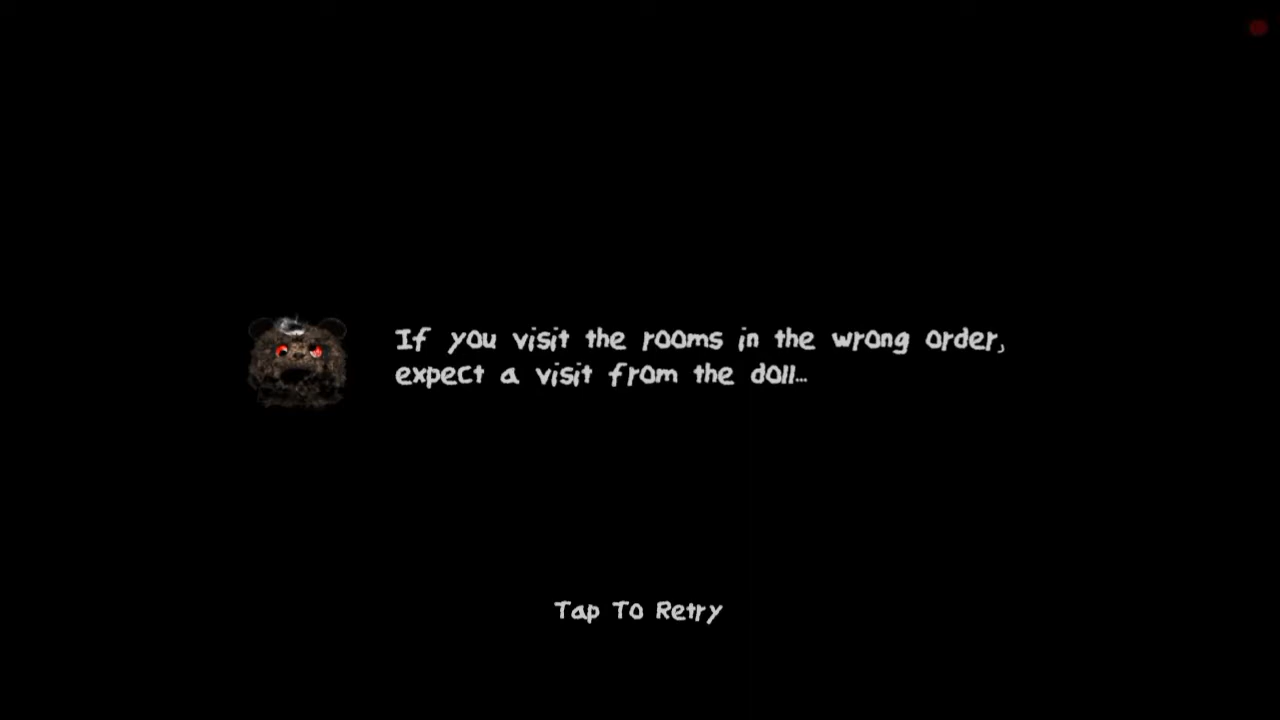 If you visit the rooms in the wrong order,
expect a visit from the doll...
Tap To Retry